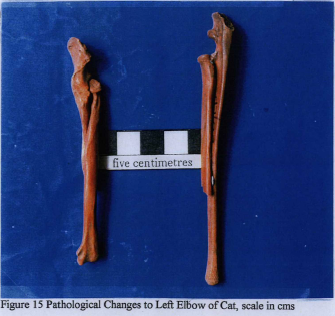 five centimetres
Figure 15 Pathological Changes to Left Elbow of Cat, scale in cms